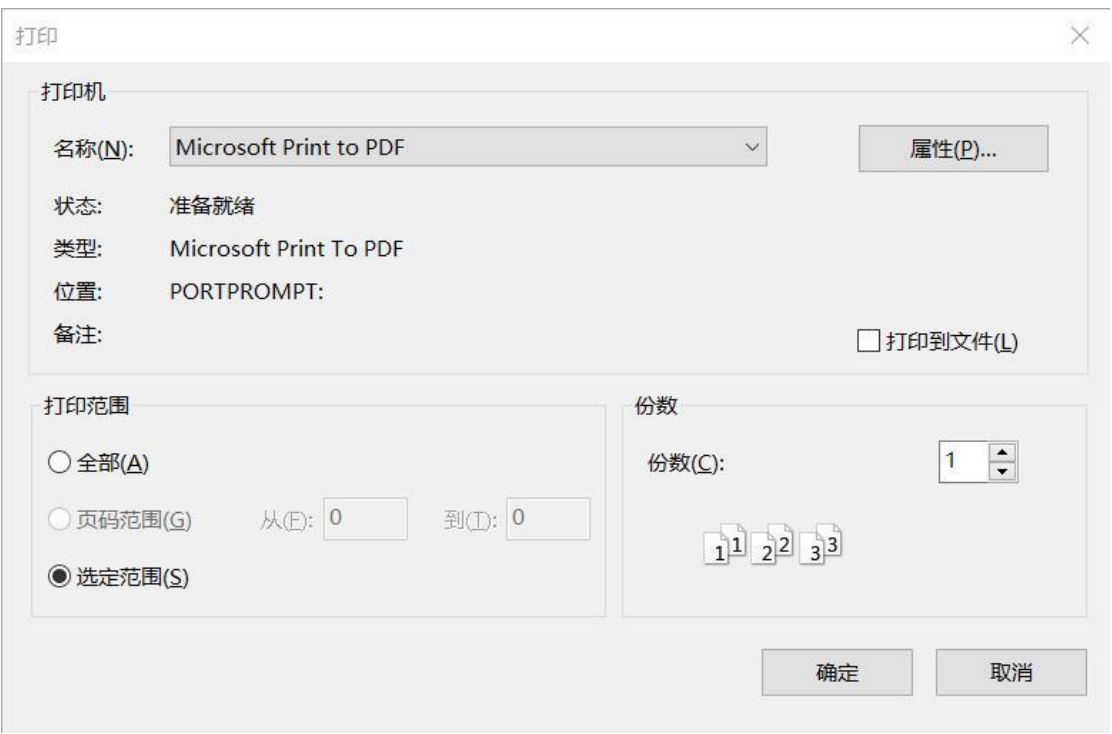 打印
打印机
名称(N): Microsoft Print to PDF 属性(P)...
状态: 准备就绪
类型: Microsoft Print To PDF
位置: PORTPROMPT:
备注:
打印到文件(L)
打印范围
全部(A)
页码范围(G) 从(F): 0 到(T): 0
选定范围(S)
份数
份数(C): 1
1 1 2 2 3 3
确定 取消